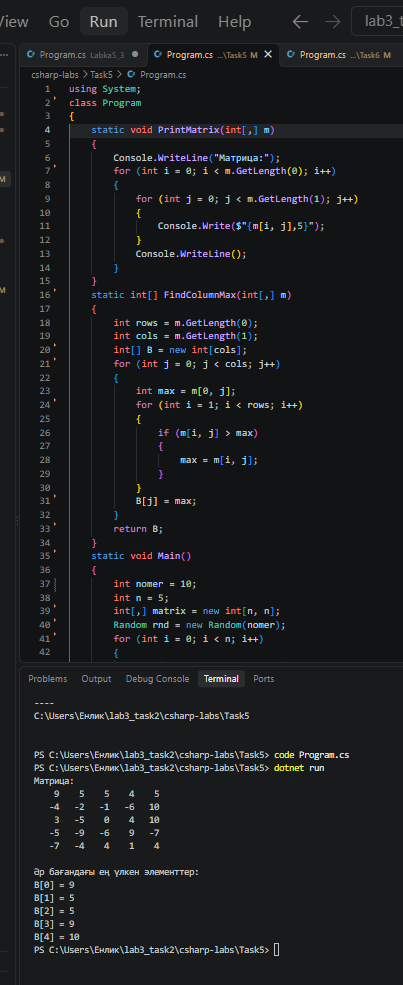 View Go Run Terminal Help
lab3_t
Program.cs Labka5_3
Program.cs ...\Task5 M
Program.cs ...\Task6 M
csharp-labs > Task5 > Program.cs
1 using System;
2 class Program
3 {
4 static void PrintMatrix(int[,] m)
5 {
6 Console.WriteLine("Матрица:");
7 for (int i = 0; i < m.GetLength(0); i++)
8 {
9 for (int j = 0; j < m.GetLength(1); j++)
10 {
11 Console.Write($"{m[i, j],5}");
12 }
13 Console.WriteLine();
14 }
15 }
16 static int[] FindColumnMax(int[,] m)
17 {
18 int rows = m.GetLength(0);
19 int cols = m.GetLength(1);
20 int[] B = new int[cols];
21 for (int j = 0; j < cols; j++)
22 {
23 int max = m[0, j];
24 for (int i = 1; i < rows; i++)
25 {
26 if (m[i, j] > max)
27 {
28 max = m[i, j];
29 }
30 }
31 B[j] = max;
32 }
33 return B;
34 }
35 static void Main()
36 {
37 int nomer = 10;
38 int n = 5;
39 int[,] matrix = new int[n, n];
40 Random rnd = new Random(nomer);
41 for (int i = 0; i < n; i++)
42 {
Problems Output Debug Console Terminal Ports
----
C:\Users\Енлик\lab3_task2\csharp-labs\Task5
PS C:\Users\Енлик\lab3_task2\csharp-labs\Task5> code Program.cs
PS C:\Users\Енлик\lab3_task2\csharp-labs\Task5> dotnet run
Матрица:
9 5 5 4 5
-4 -2 -1 -6 10
3 -5 0 4 10
-5 -9 -6 9 -7
-7 -4 4 1 4
Әр бағандағы ең үлкен элементтер:
B[0] = 9
B[1] = 5
B[2] = 5
B[3] = 9
B[4] = 10
PS C:\Users\Енлик\lab3_task2\csharp-labs\Task5>